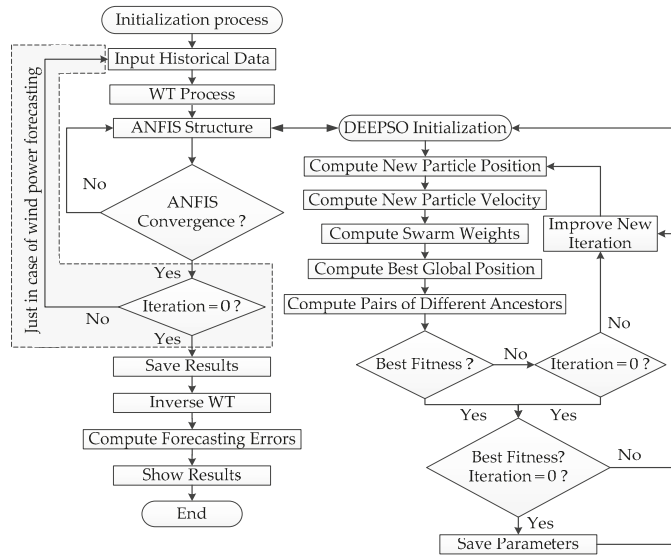 Initialization process
Input Historical Data
WT Process
ANFIS Structure
No
ANFIS
Convergence ?
Yes
Iteration = 0 ?
No
Yes
Just in case of wind power forecasting
Save Results
Inverse WT
Compute Forecasting Errors
Show Results
End
DEEPSO Initialization
Compute New Particle Position
Compute New Particle Velocity
Compute Swarm Weights
Compute Best Global Position
Compute Pairs of Different Ancestors
Improve New
Iteration
No
Best Fitness ?
No
Iteration = 0 ?
Yes
Yes
Best Fitness?
Iteration = 0 ?
No
Yes
Save Parameters